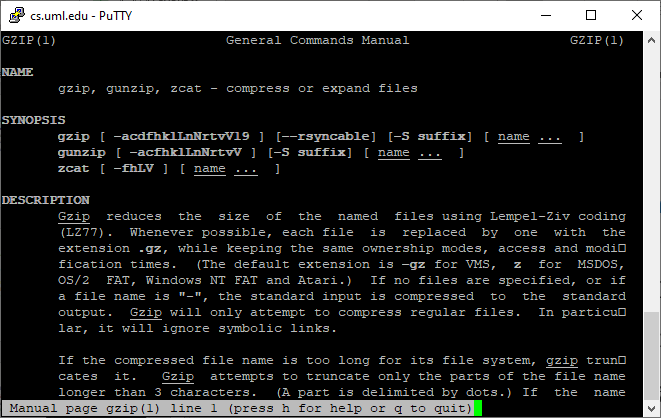 cs.uml.edu - PuTTY
GZIP(1) General Commands Manual GZIP(1)
NAME
gzip, gunzip, zcat - compress or expand files
SYNOPSIS
gzip [ -acdfhklLnNrtvV19 ] [--rsyncable] [-S suffix] [ name ... ]
gunzip [ -acfhklLnNrtvV ] [-S suffix] [ name ... ]
zcat [ -fhLV ] [ name ... ]
DESCRIPTION
Gzip reduces the size of the named files using Lempel-Ziv coding
(LZ77). Whenever possible, each file is replaced by one with the
extension .gz, while keeping the same ownership modes, access and modi□
fication times. (The default extension is -gz for VMS, z for MSDOS,
OS/2 FAT, Windows NT FAT and Atari.) If no files are specified, or if
a file name is "-", the standard input is compressed to the standard
output. Gzip will only attempt to compress regular files. In particu□
lar, it will ignore symbolic links.
If the compressed file name is too long for its file system, gzip trun□
cates it. Gzip attempts to truncate only the parts of the file name
longer than 3 characters. (A part is delimited by dots.) If the name
Manual page gzip(1) line 1 (press h for help or q to quit)